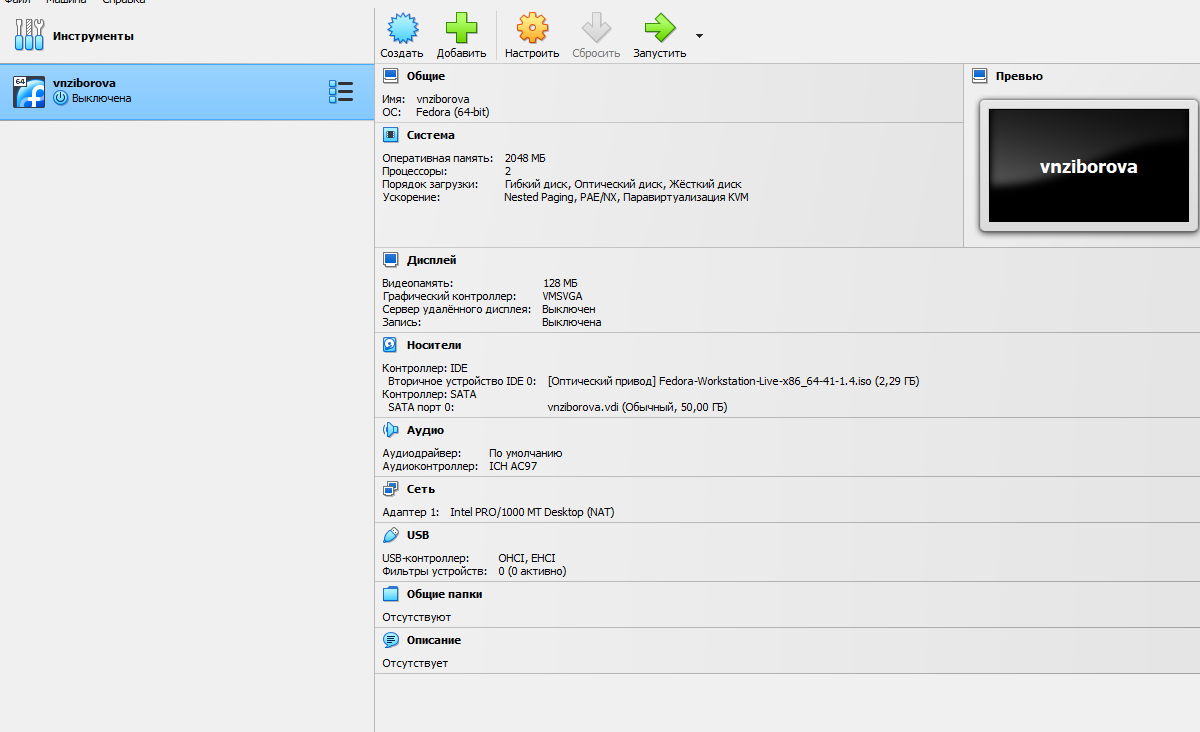 Файл Машина Справка
Инструменты
Создать Добавить Настроить Сбросить Запустить
64 vnziborova
Выключена
Общие
Имя: vnziborova
ОС: Fedora (64-bit)
Превью
vnziborova
Система
Оперативная память: 2048 МБ
Процессоры: 2
Порядок загрузки: Гибкий диск, Оптический диск, Жёсткий диск
Ускорение: Nested Paging, PAE/NX, Паравиртуализация KVM
Дисплей
Видеопамять: 128 МБ
Графический контроллер: VMSVGA
Сервер удалённого дисплея: Выключен
Запись: Выключена
Носители
Контроллер: IDE
Вторичное устройство IDE 0: [Оптический привод] Fedora-Workstation-Live-x86_64-41-1.4.iso (2,29 ГБ)
Контроллер: SATA
SATA порт 0: vnziborova.vdi (Обычный, 50,00 ГБ)
Аудио
Аудиодрайвер: По умолчанию
Аудиоконтроллер: ICH AC97
Сеть
Адаптер 1: Intel PRO/1000 MT Desktop (NAT)
USB
USB-контроллер: OHCI, EHCI
Фильтры устройств: 0 (0 активно)
Общие папки
Отсутствуют
Описание
Отсутствует